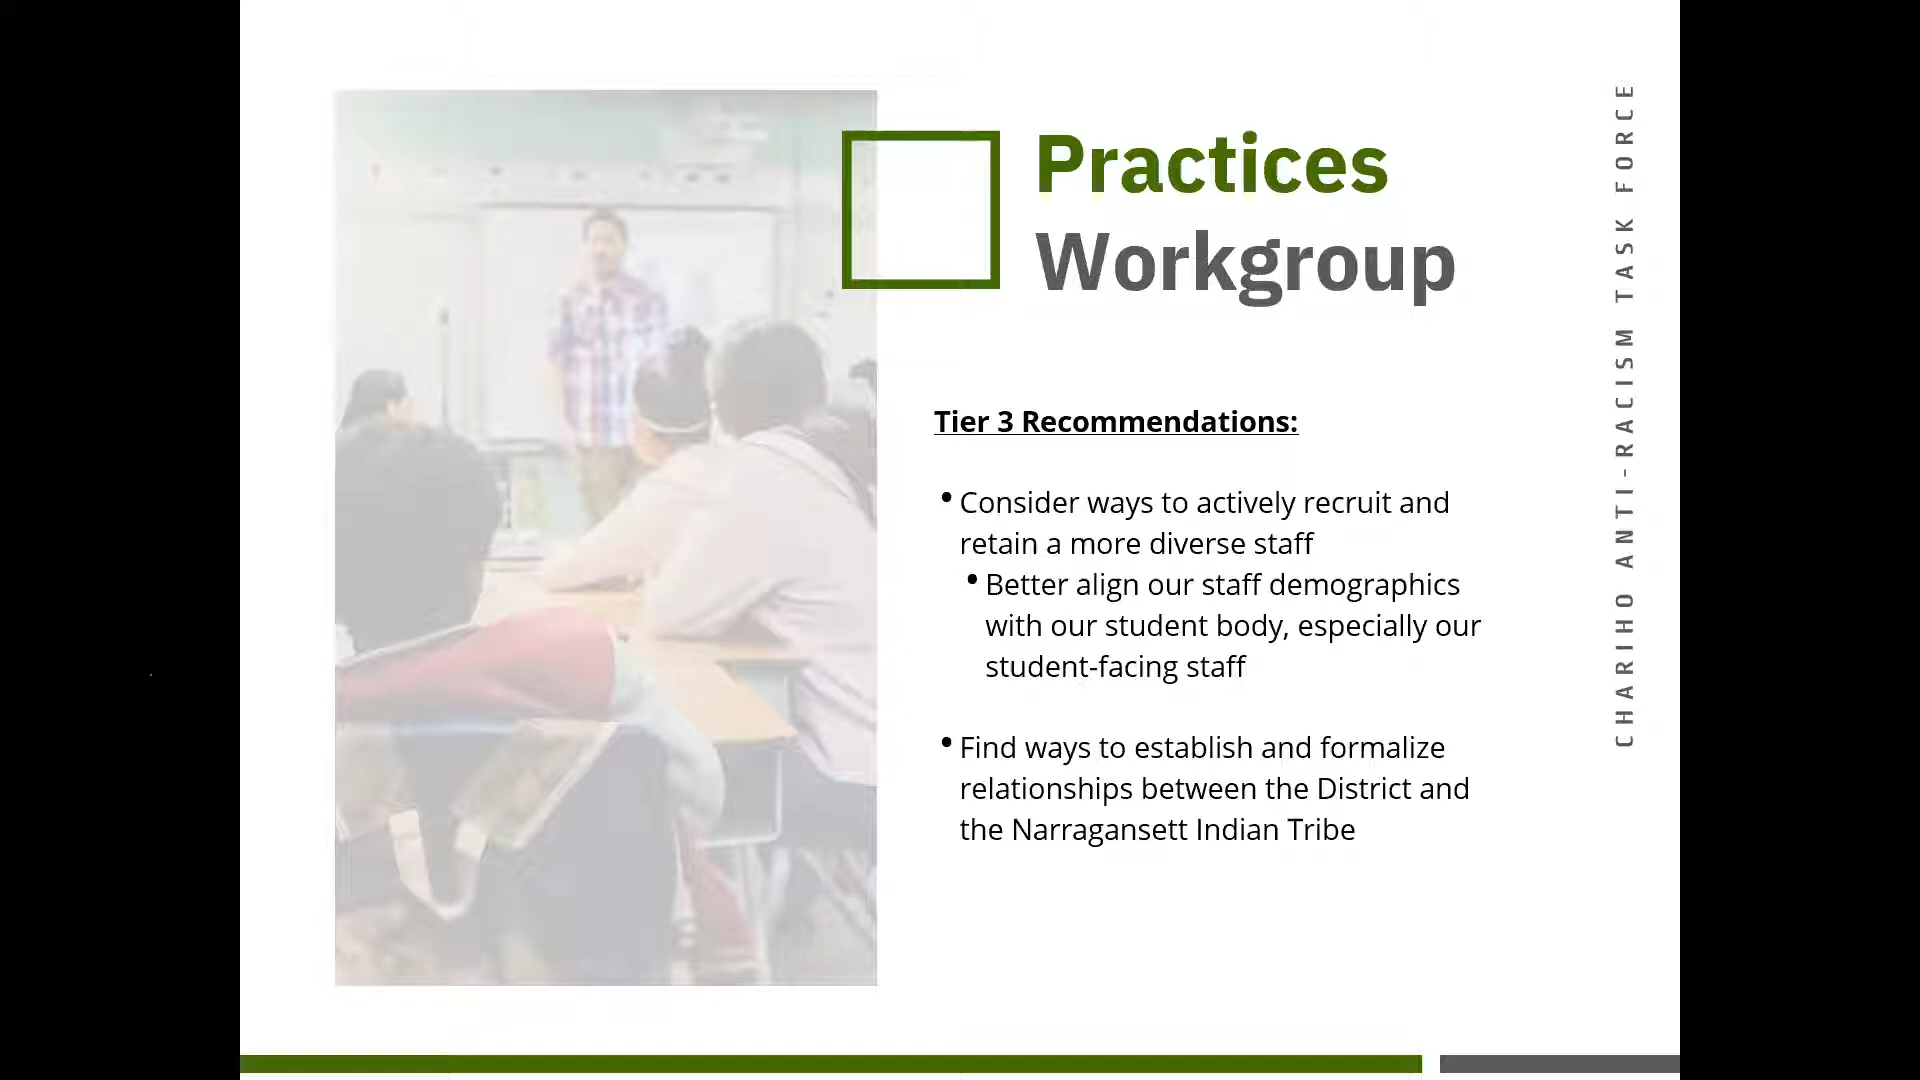 Practices
Workgroup
Tier 3 Recommendations:
• Consider ways to actively recruit and
retain a more diverse staff
• Better align our staff demographics
with our student body, especially our
student-facing staff
• Find ways to establish and formalize
relationships between the District and
the Narragansett Indian Tribe
CHARIHO ANTI-RACISM TASK FORCE